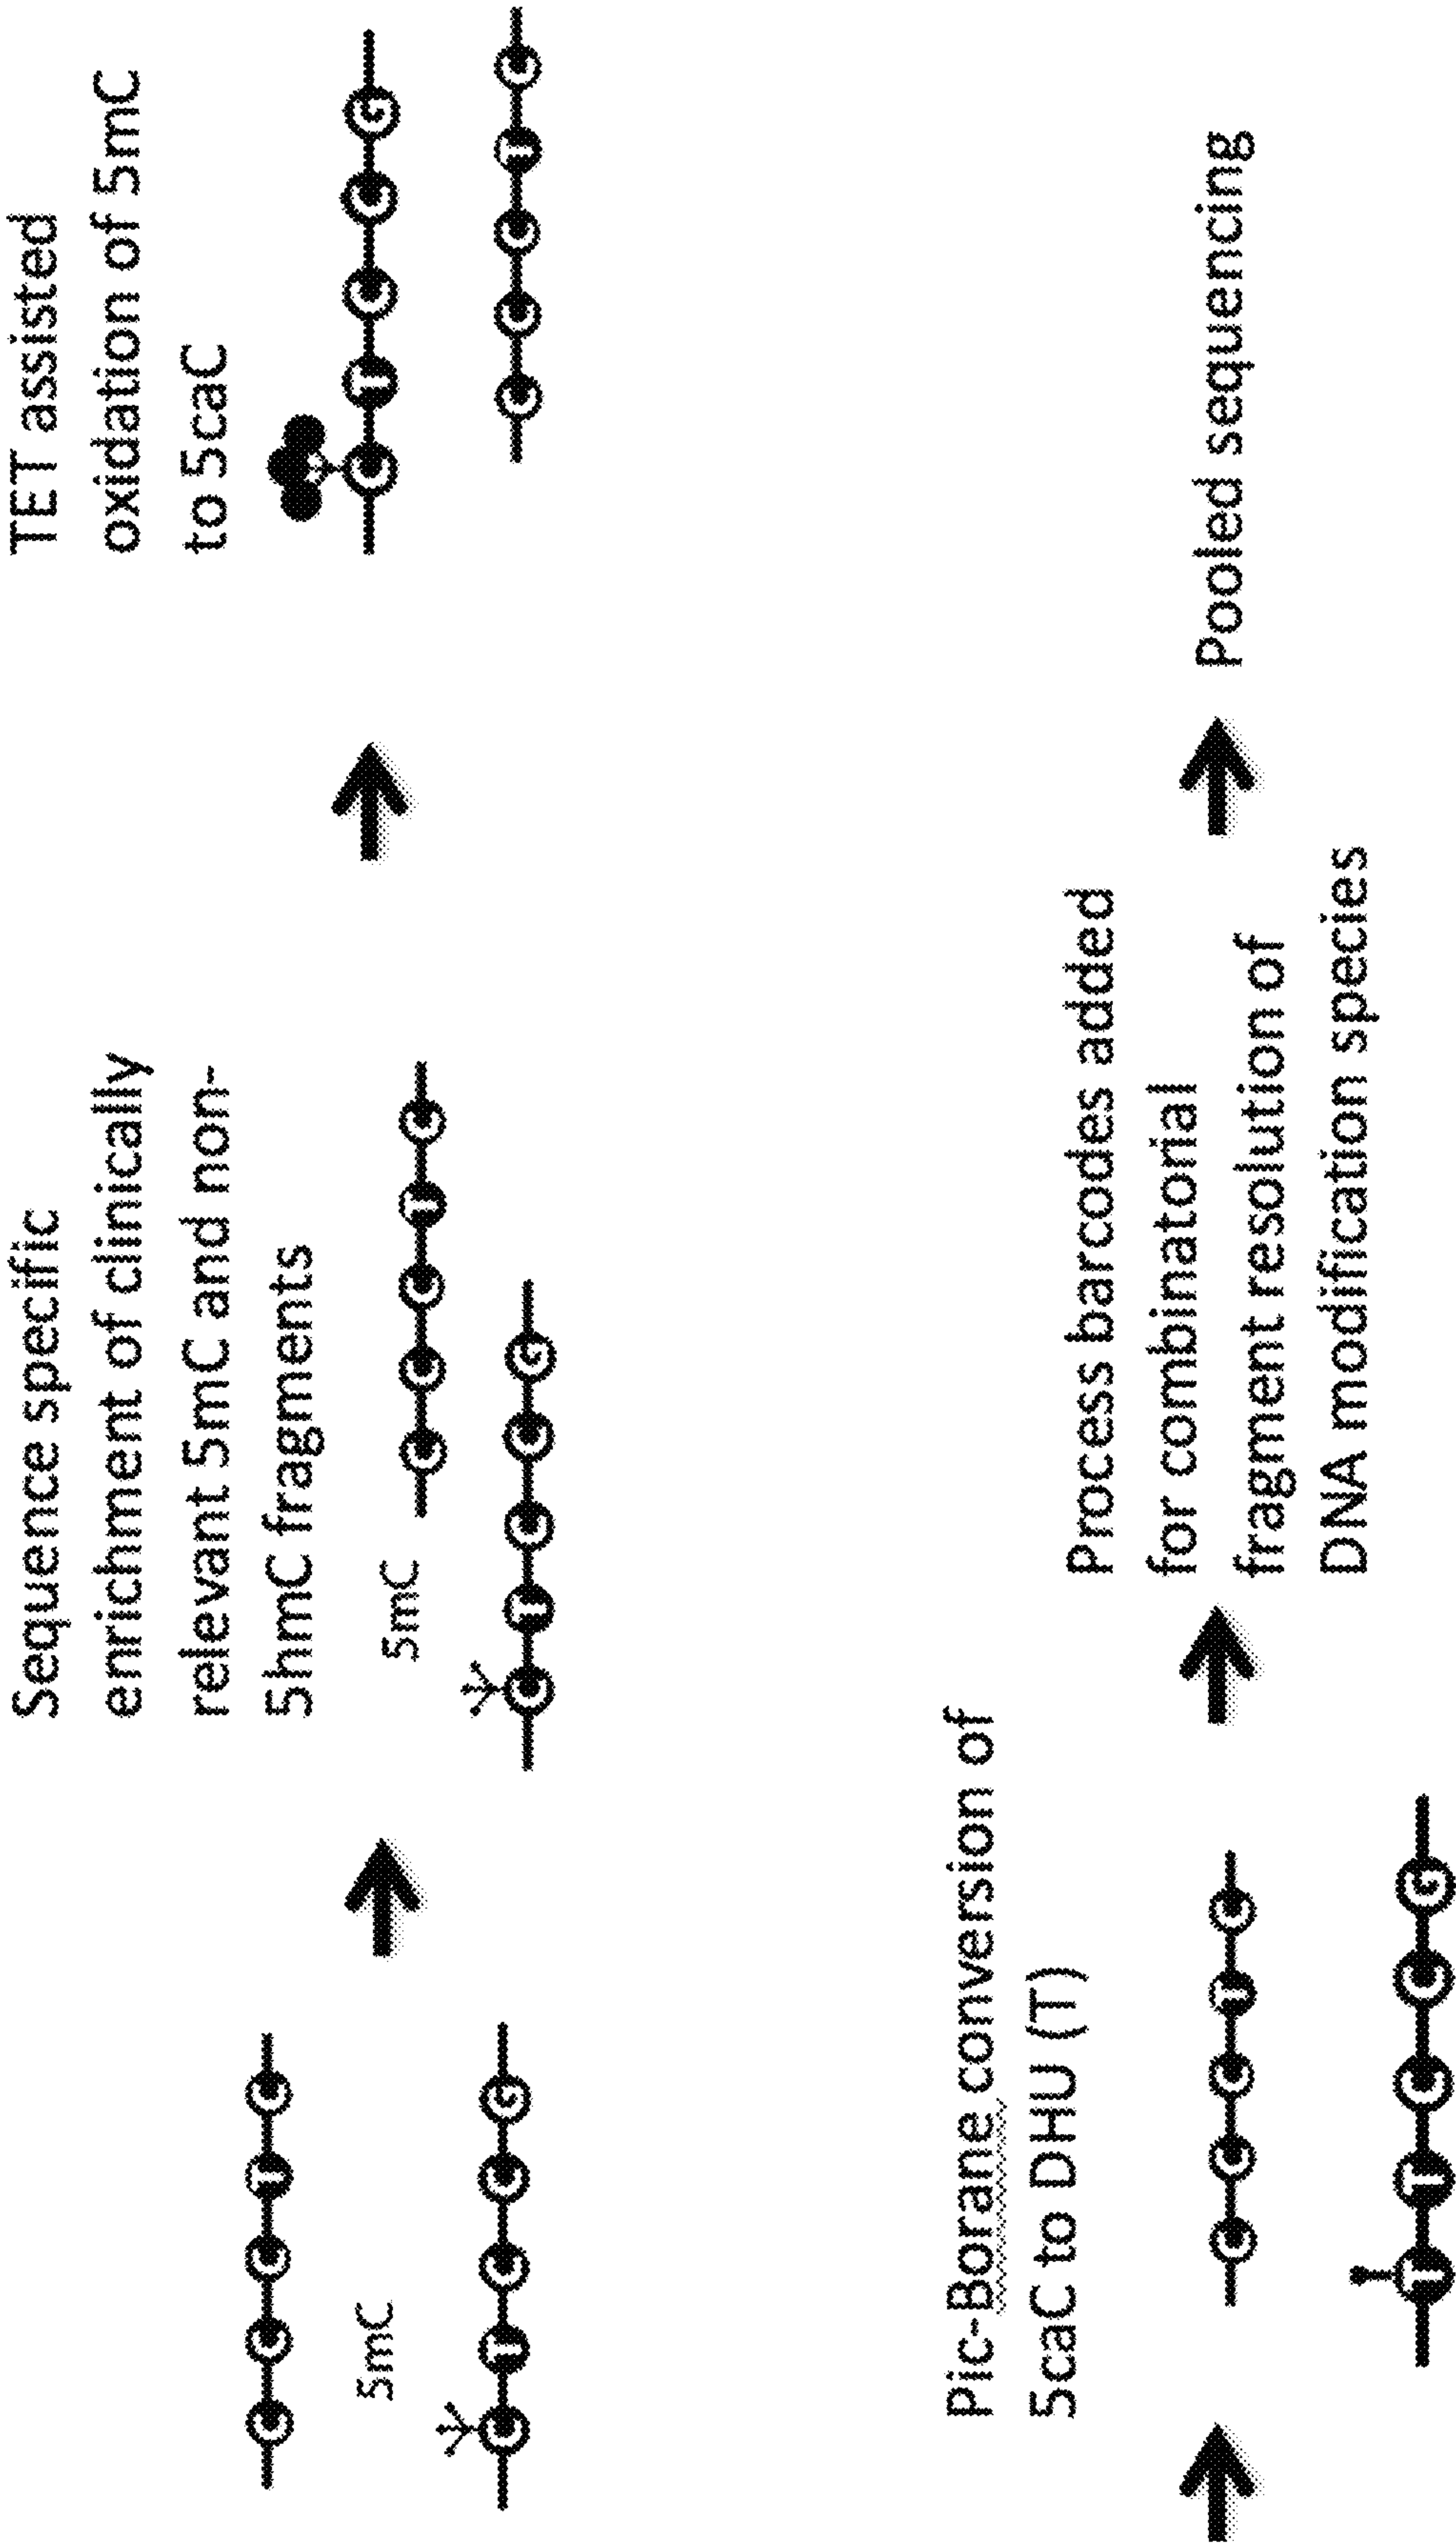 C C C T C
5mC
C T C C G
Sequence specific
enrichment of clinically
relevant 5mC and non-
5hmC fragments
C C C T C
5mC
C T C C G
TET assisted
oxidation of 5mC
to 5caC
C T C C G
C C C T C
Pic-Borane conversion of
5caC to DHU (T)
C C C T C
T T C C G
Process barcodes added
for combinatorial
fragment resolution of
DNA modification species
Pooled sequencing